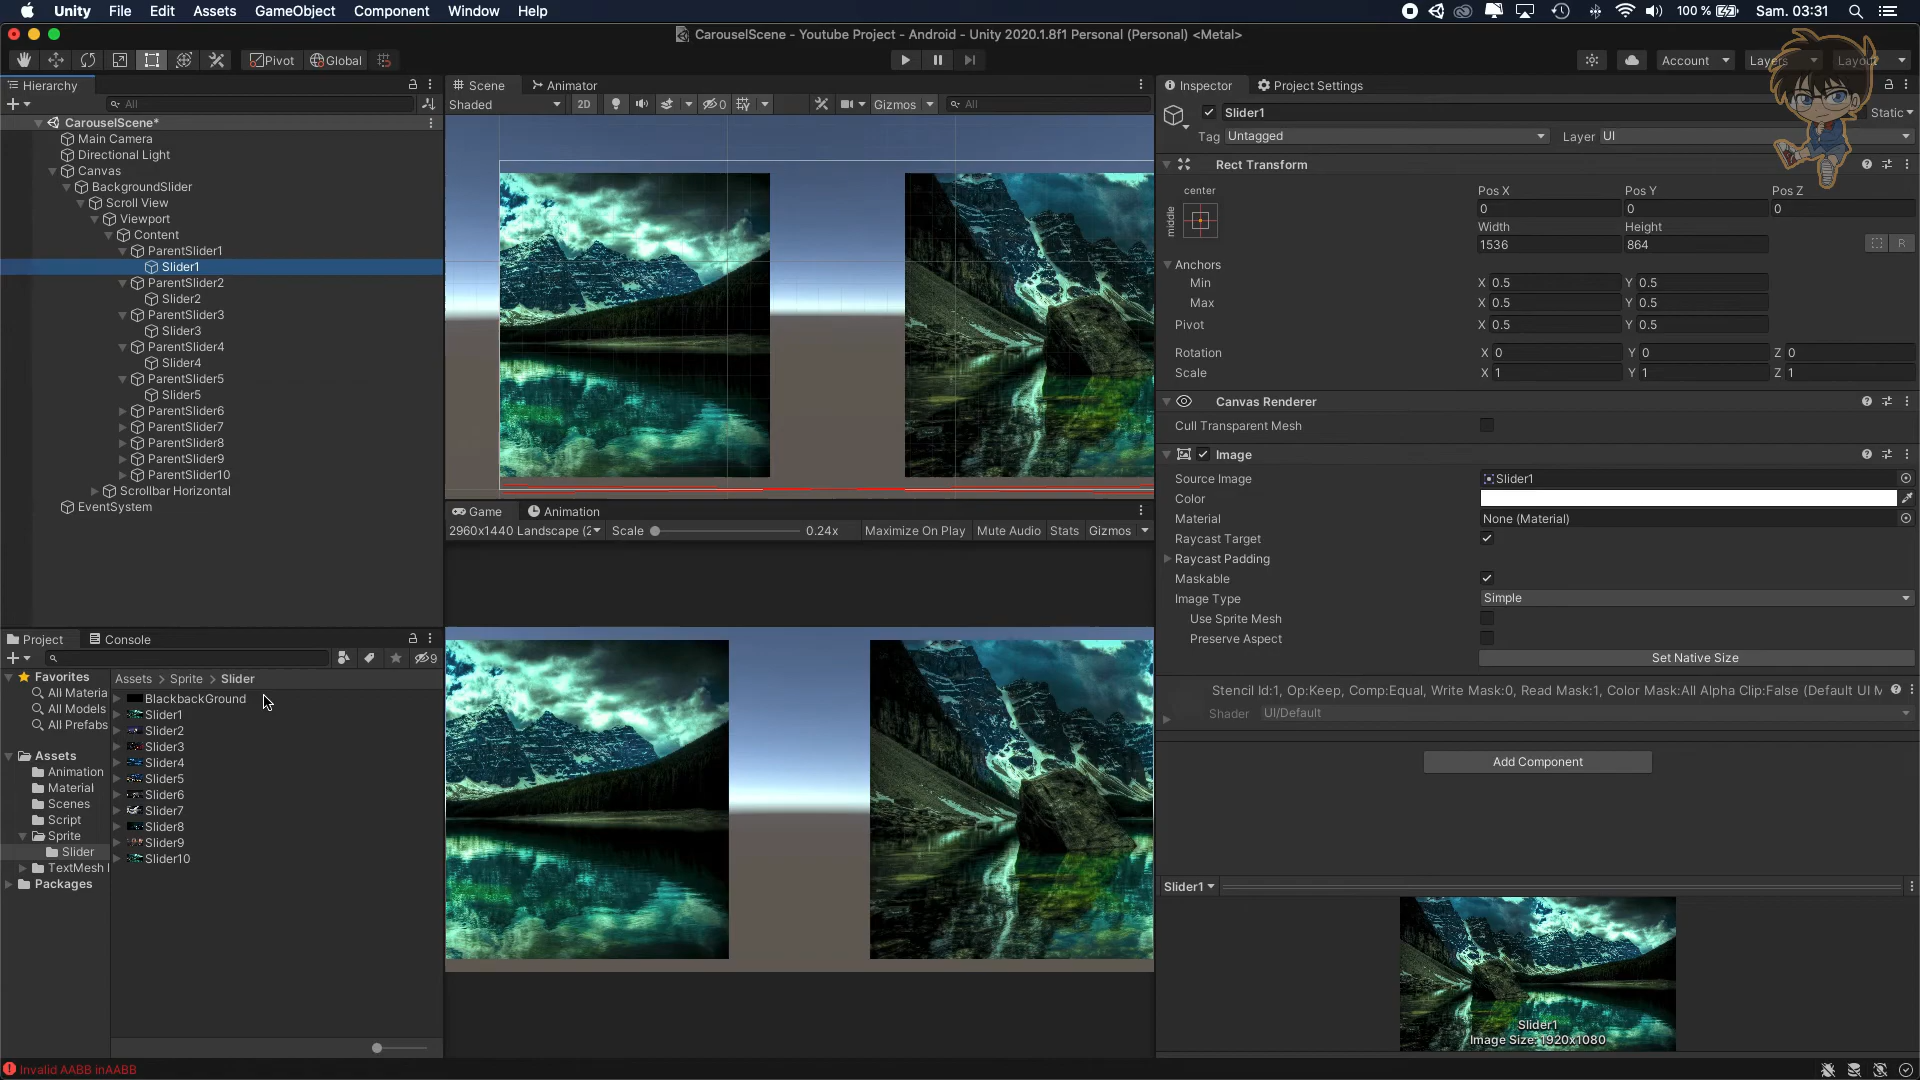 Unity File Edit Assets GameObject Component Window Help
100 % Sam. 03:31
CarouselScene - Youtube Project - Android - Unity 2020.1.8f1 Personal (Personal) <Metal>
Pivot Global
Account Layers Layout
Hierarchy
All
CarouselScene*
Main Camera
Directional Light
Canvas
BackgroundSlider
Scroll View
Viewport
Content
ParentSlider1
Slider1
ParentSlider2
Slider2
ParentSlider3
Slider3
ParentSlider4
Slider4
ParentSlider5
Slider5
ParentSlider6
ParentSlider7
ParentSlider8
ParentSlider9
ParentSlider10
Scrollbar Horizontal
EventSystem
Scene Animator
Shaded 2D 0 Gizmos All
Game Animation
2960x1440 Landscape (2 Scale 0.24x Maximize On Play Mute Audio Stats Gizmos
Project Console
9
Favorites
All Materia
All Models
All Prefabs
Assets
Animation
Material
Scenes
Script
Sprite
Slider
TextMesh
Packages
Assets > Sprite > Slider
BlackbackGround
Slider1
Slider2
Slider3
Slider4
Slider5
Slider6
Slider7
Slider8
Slider9
Slider10
Inspector Project Settings
Slider1 Static
Tag Untagged Layer UI
Rect Transform
center
middle
Pos X Pos Y Pos Z
0 0 0
Width Height
1536 864
R
Anchors
Min X 0.5 Y 0.5
Max X 0.5 Y 0.5
Pivot X 0.5 Y 0.5
Rotation X 0 Y 0 Z 0
Scale X 1 Y 1 Z 1
Canvas Renderer
Cull Transparent Mesh
Image
Source Image Slider1
Color
Material None (Material)
Raycast Target
Raycast Padding
Maskable
Image Type Simple
Use Sprite Mesh
Preserve Aspect
Set Native Size
Stencil Id:1, Op:Keep, Comp:Equal, Write Mask:0, Read Mask:1, Color Mask:All Alpha Clip:False (Default UI M
Shader UI/Default
Add Component
Slider1
Slider1
Image Size: 1920x1080
Invalid AABB inAABB